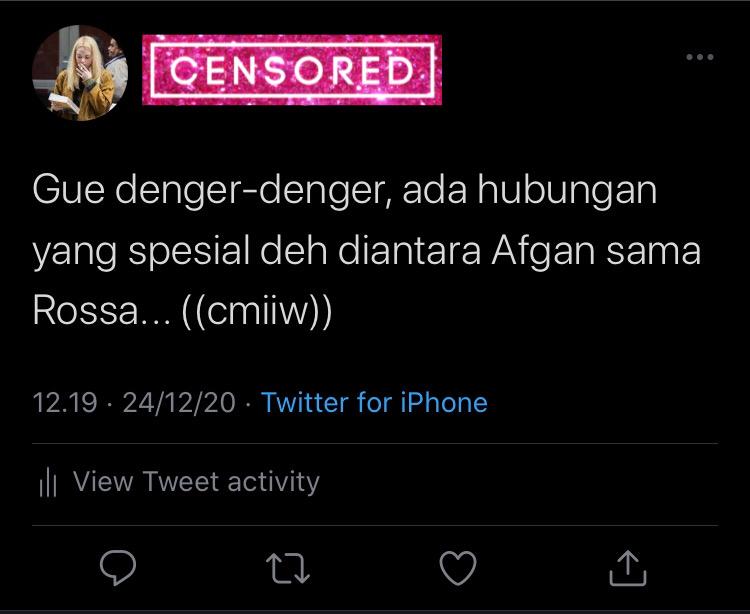 CENSORED
Gue denger-denger, ada hubungan
yang spesial deh diantara Afgan sama
Rossa... ((cmiiw))
12.19 · 24/12/20 · Twitter for iPhone
View Tweet activity